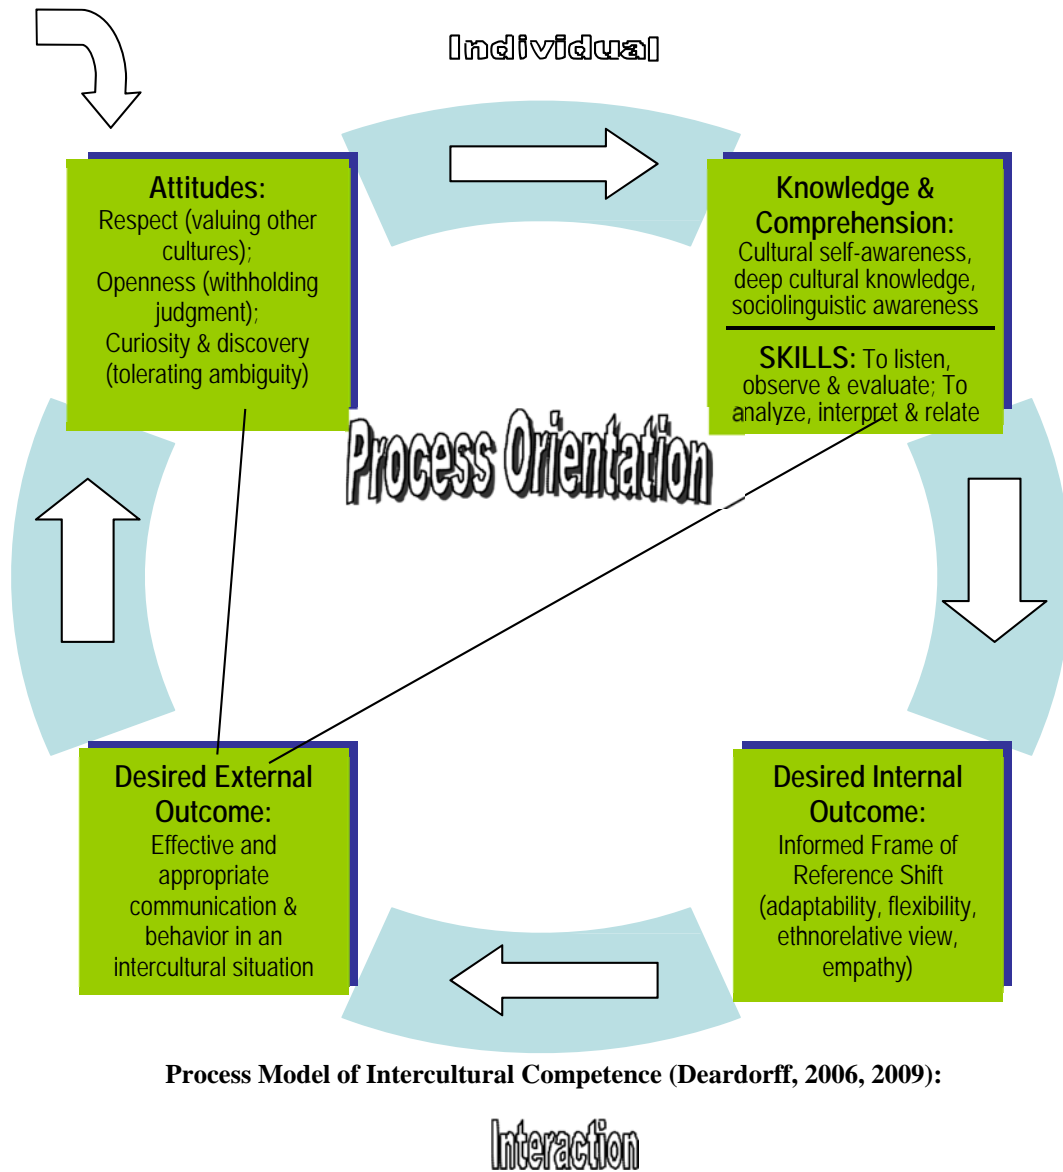 Individual
Attitudes:
Respect (valuing other
cultures);
Openness (withholding
judgment);
Curiosity & discovery
(tolerating ambiguity)
Knowledge &
Comprehension:
Cultural self-awareness,
deep cultural knowledge,
sociolinguistic awareness
SKILLS: To listen,
observe & evaluate; To
analyze, interpret & relate
Process Orientation
Desired External
Outcome:
Effective and
appropriate
communication &
behavior in an
intercultural situation
Desired Internal
Outcome:
Informed Frame of
Reference Shift
(adaptability, flexibility,
ethnorelative view,
empathy)
Process Model of Intercultural Competence (Deardorff, 2006, 2009):
Interaction